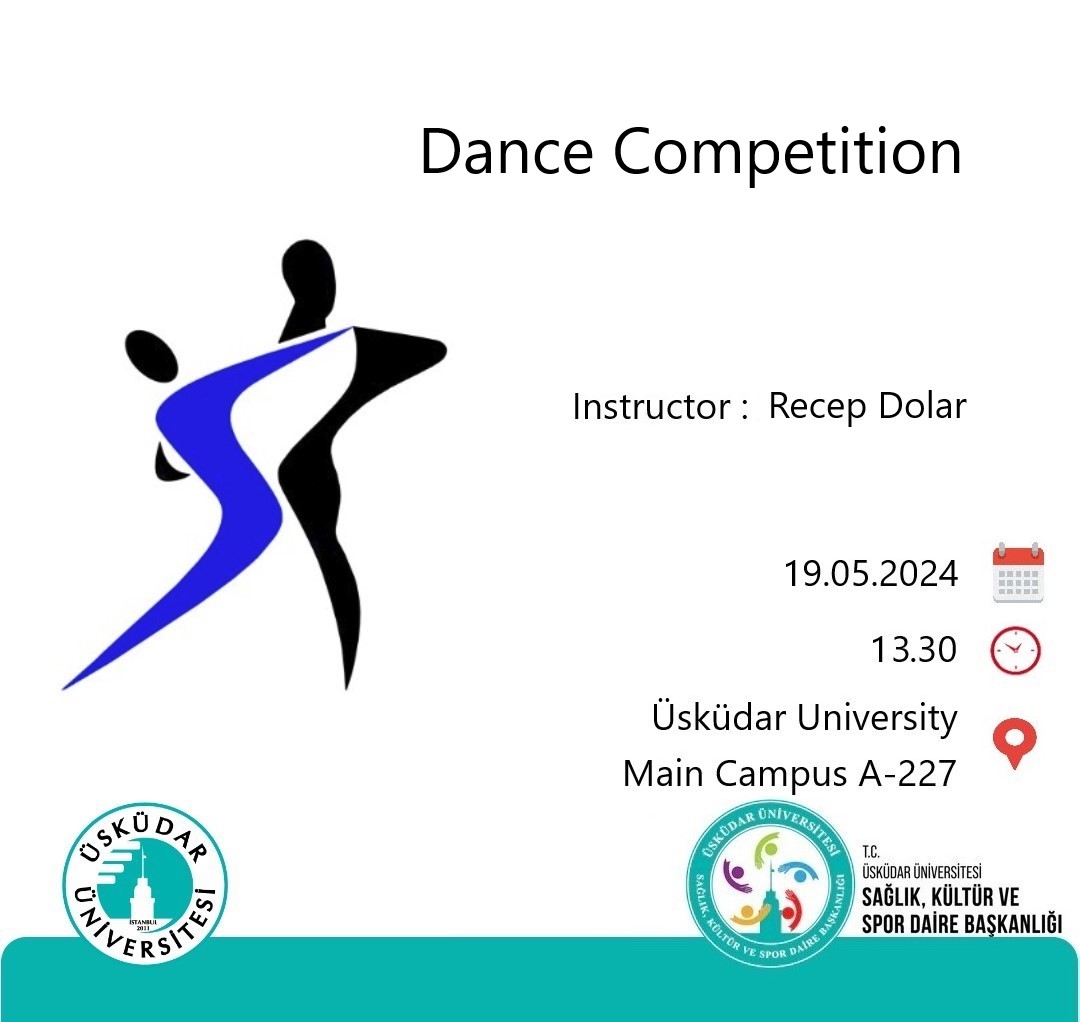 Dance Competition
Instructor : Recep Dolar
19.05.2024
13.30
Üsküdar University
Main Campus A-227
ÜSKÜDAR
ÜNİVERSİTESİ
İSTANBUL
2011
ÜSKÜDAR ÜNİVERSİTESİ
SAĞLIK, KÜLTÜR VE SPOR DAİRE BAŞKANLIĞI
T.C.
ÜSKÜDAR ÜNİVERSİTESİ
SAĞLIK, KÜLTÜR VE
SPOR DAİRE BAŞKANLIĞI